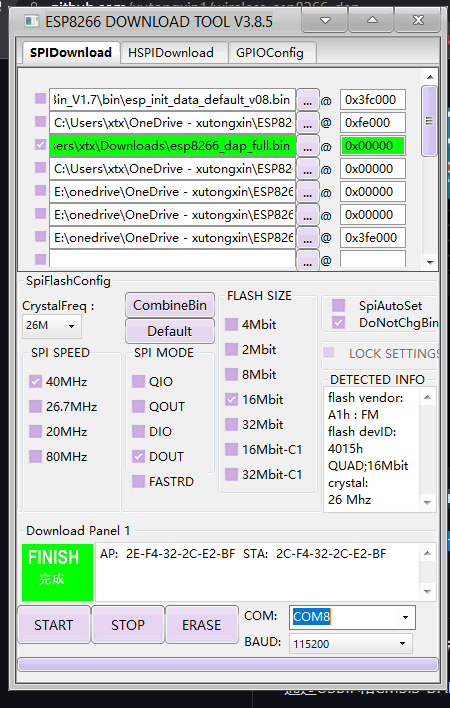 ESP8266 DOWNLOAD TOOL V3.8.5
SPIDownload HSPIDownload GPIOConfig
Bin_V1.7\bin\esp_init_data_default_v08.bin ... @ 0x3fc000
C:\Users\xtx\OneDrive - xutongxin\ESP82 ... @ 0xfe000
sers\xtx\Downloads\esp8266_dap_full.bin ... @ 0x00000
C:\Users\xtx\OneDrive - xutongxin\ESP82 ... @ 0x00000
E:\onedrive\OneDrive - xutongxin\ESP826 ... @ 0x00000
E:\onedrive\OneDrive - xutongxin\ESP826 ... @ 0x00000
E:\onedrive\OneDrive - xutongxin\ESP826 ... @ 0x3fe000
... @
SpiFlashConfig
CrystalFreq :
26M
CombineBin
Default
SPI SPEED
40MHz
26.7MHz
20MHz
80MHz
SPI MODE
QIO
QOUT
DIO
DOUT
FASTRD
FLASH SIZE
4Mbit
2Mbit
8Mbit
16Mbit
32Mbit
16Mbit-C1
32Mbit-C1
SpiAutoSet
DoNotChgBin
LOCK SETTINGS
DETECTED INFO
flash vendor:
A1h : FM
flash devID:
4015h
QUAD;16Mbit
crystal:
26 Mhz
Download Panel 1
FINISH
完成
AP: 2E-F4-32-2C-E2-BF STA: 2C-F4-32-2C-E2-BF
START STOP ERASE
COM: COM8
BAUD: 115200